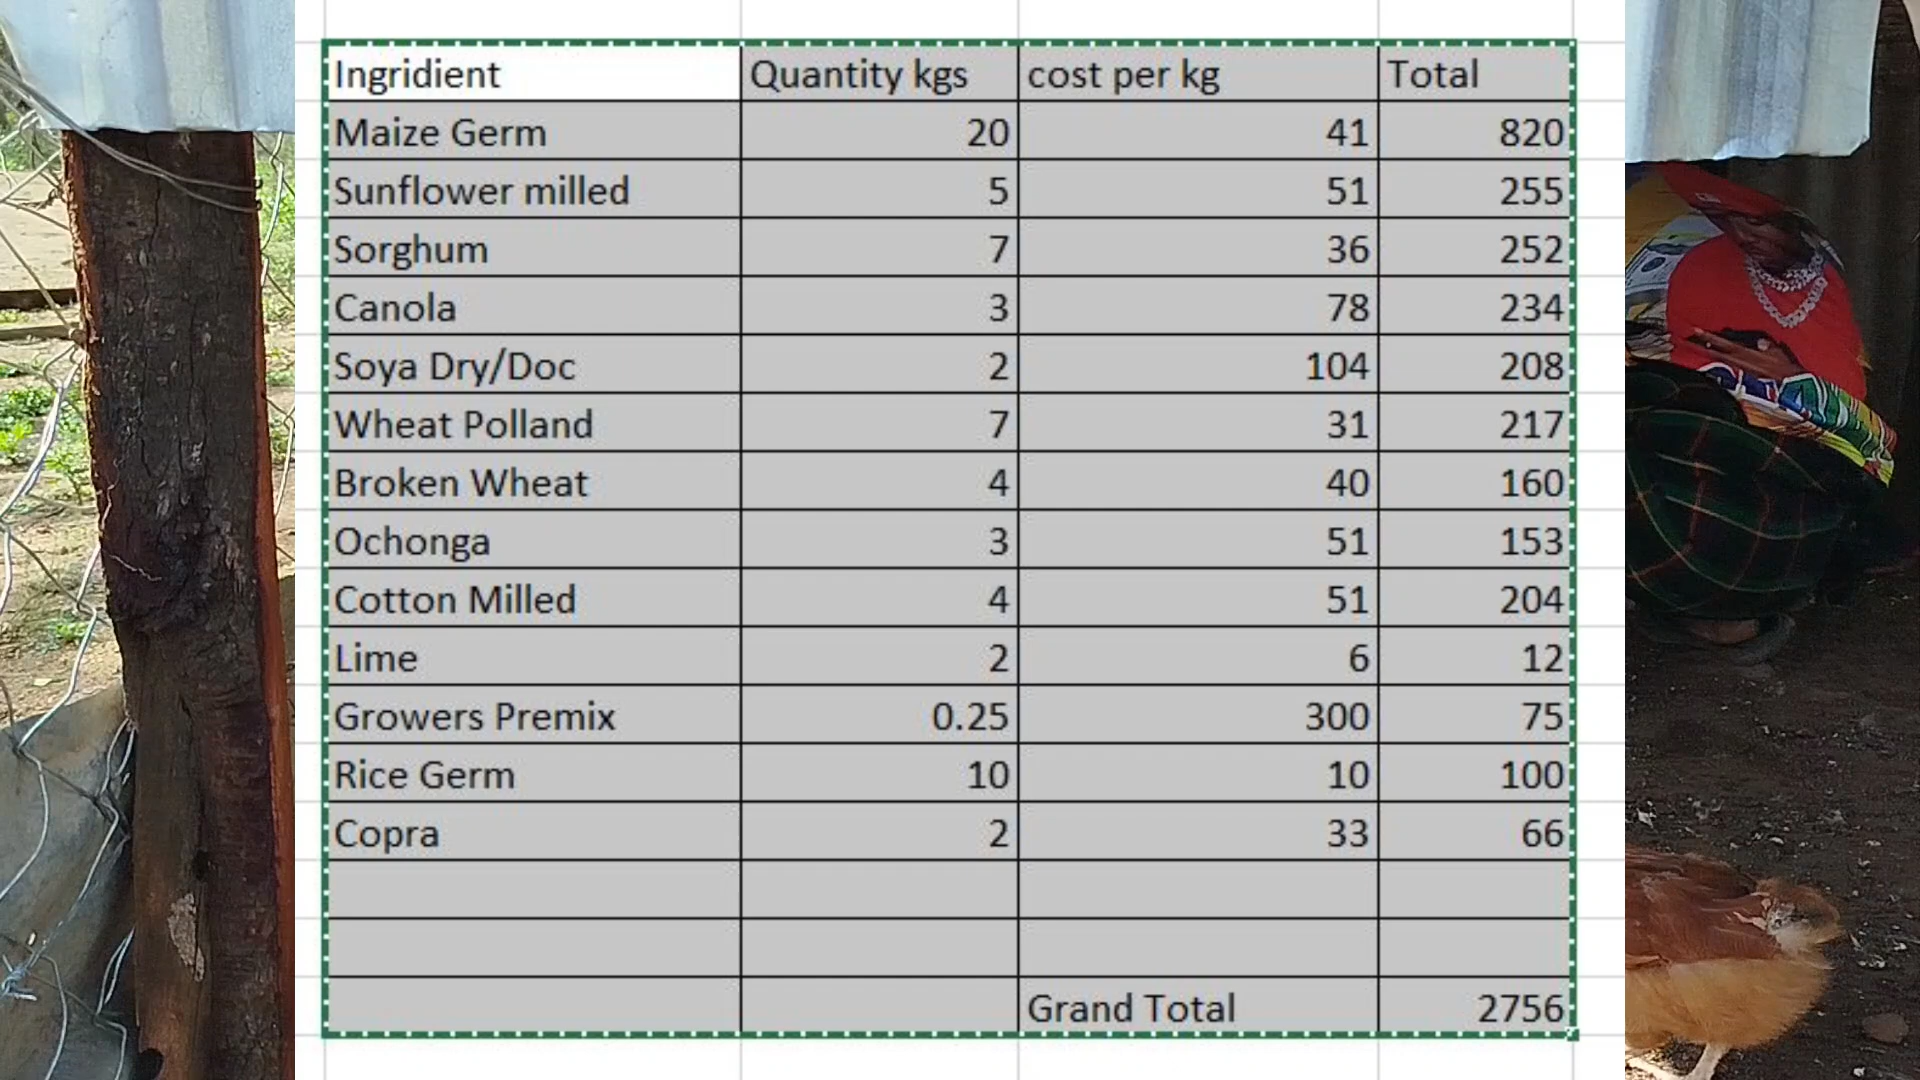 Ingridient Quantity kgs cost per kg Total
Maize Germ 20 41 820
Sunflower milled 5 51 255
Sorghum 7 36 252
Canola 3 78 234
Soya Dry/Doc 2 104 208
Wheat Polland 7 31 217
Broken Wheat 4 40 160
Ochonga 3 51 153
Cotton Milled 4 51 204
Lime 2 6 12
Growers Premix 0.25 300 75
Rice Germ 10 10 100
Copra 2 33 66
Grand Total 2756